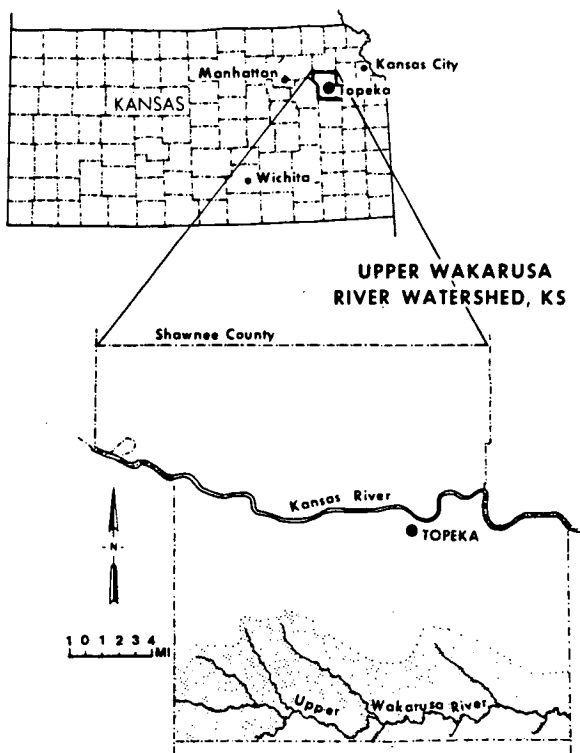 Manhattan
Kansas City
Topeka
KANSAS
Wichita
UPPER WAKARUSA
RIVER WATERSHED, KS
Shawnee County
Kansas River
TOPEKA
N
1 0 1 2 3 4
MI
Upper Wakarusa River